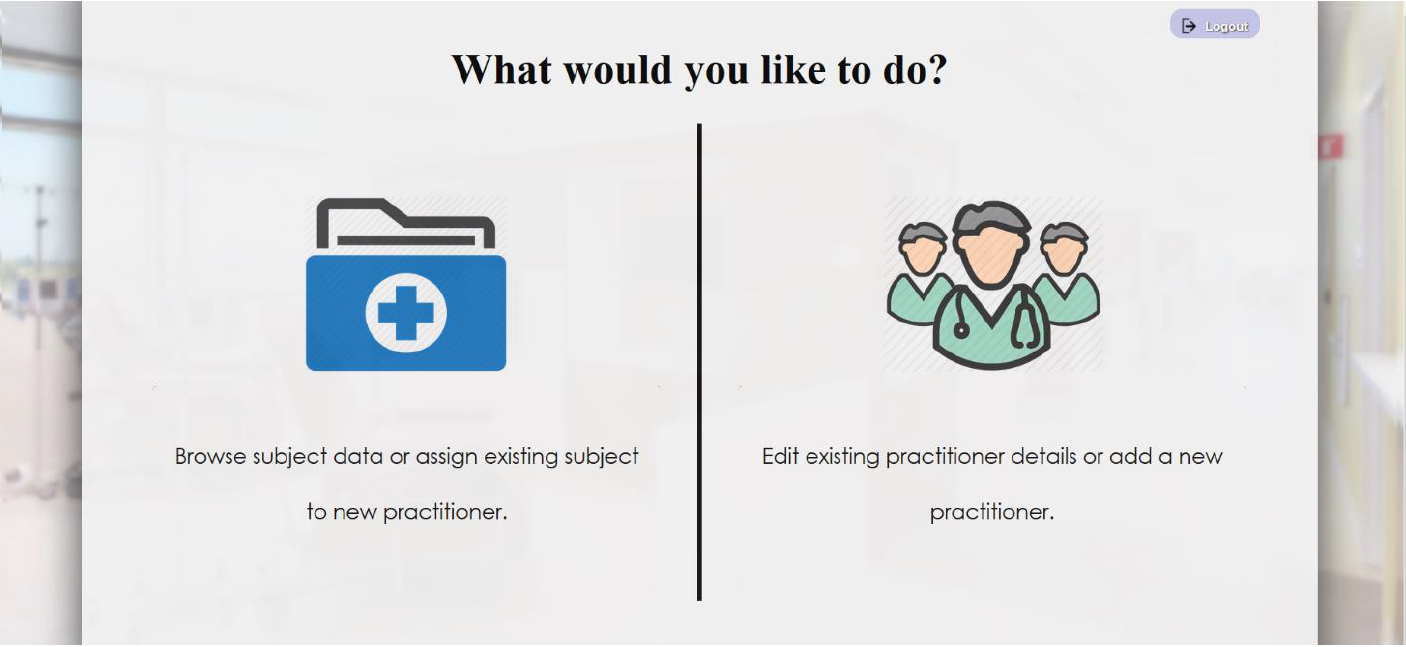 Logout
What would you like to do?
Browse subject data or assign existing subject
to new practitioner.
Edit existing practitioner details or add a new
practitioner.